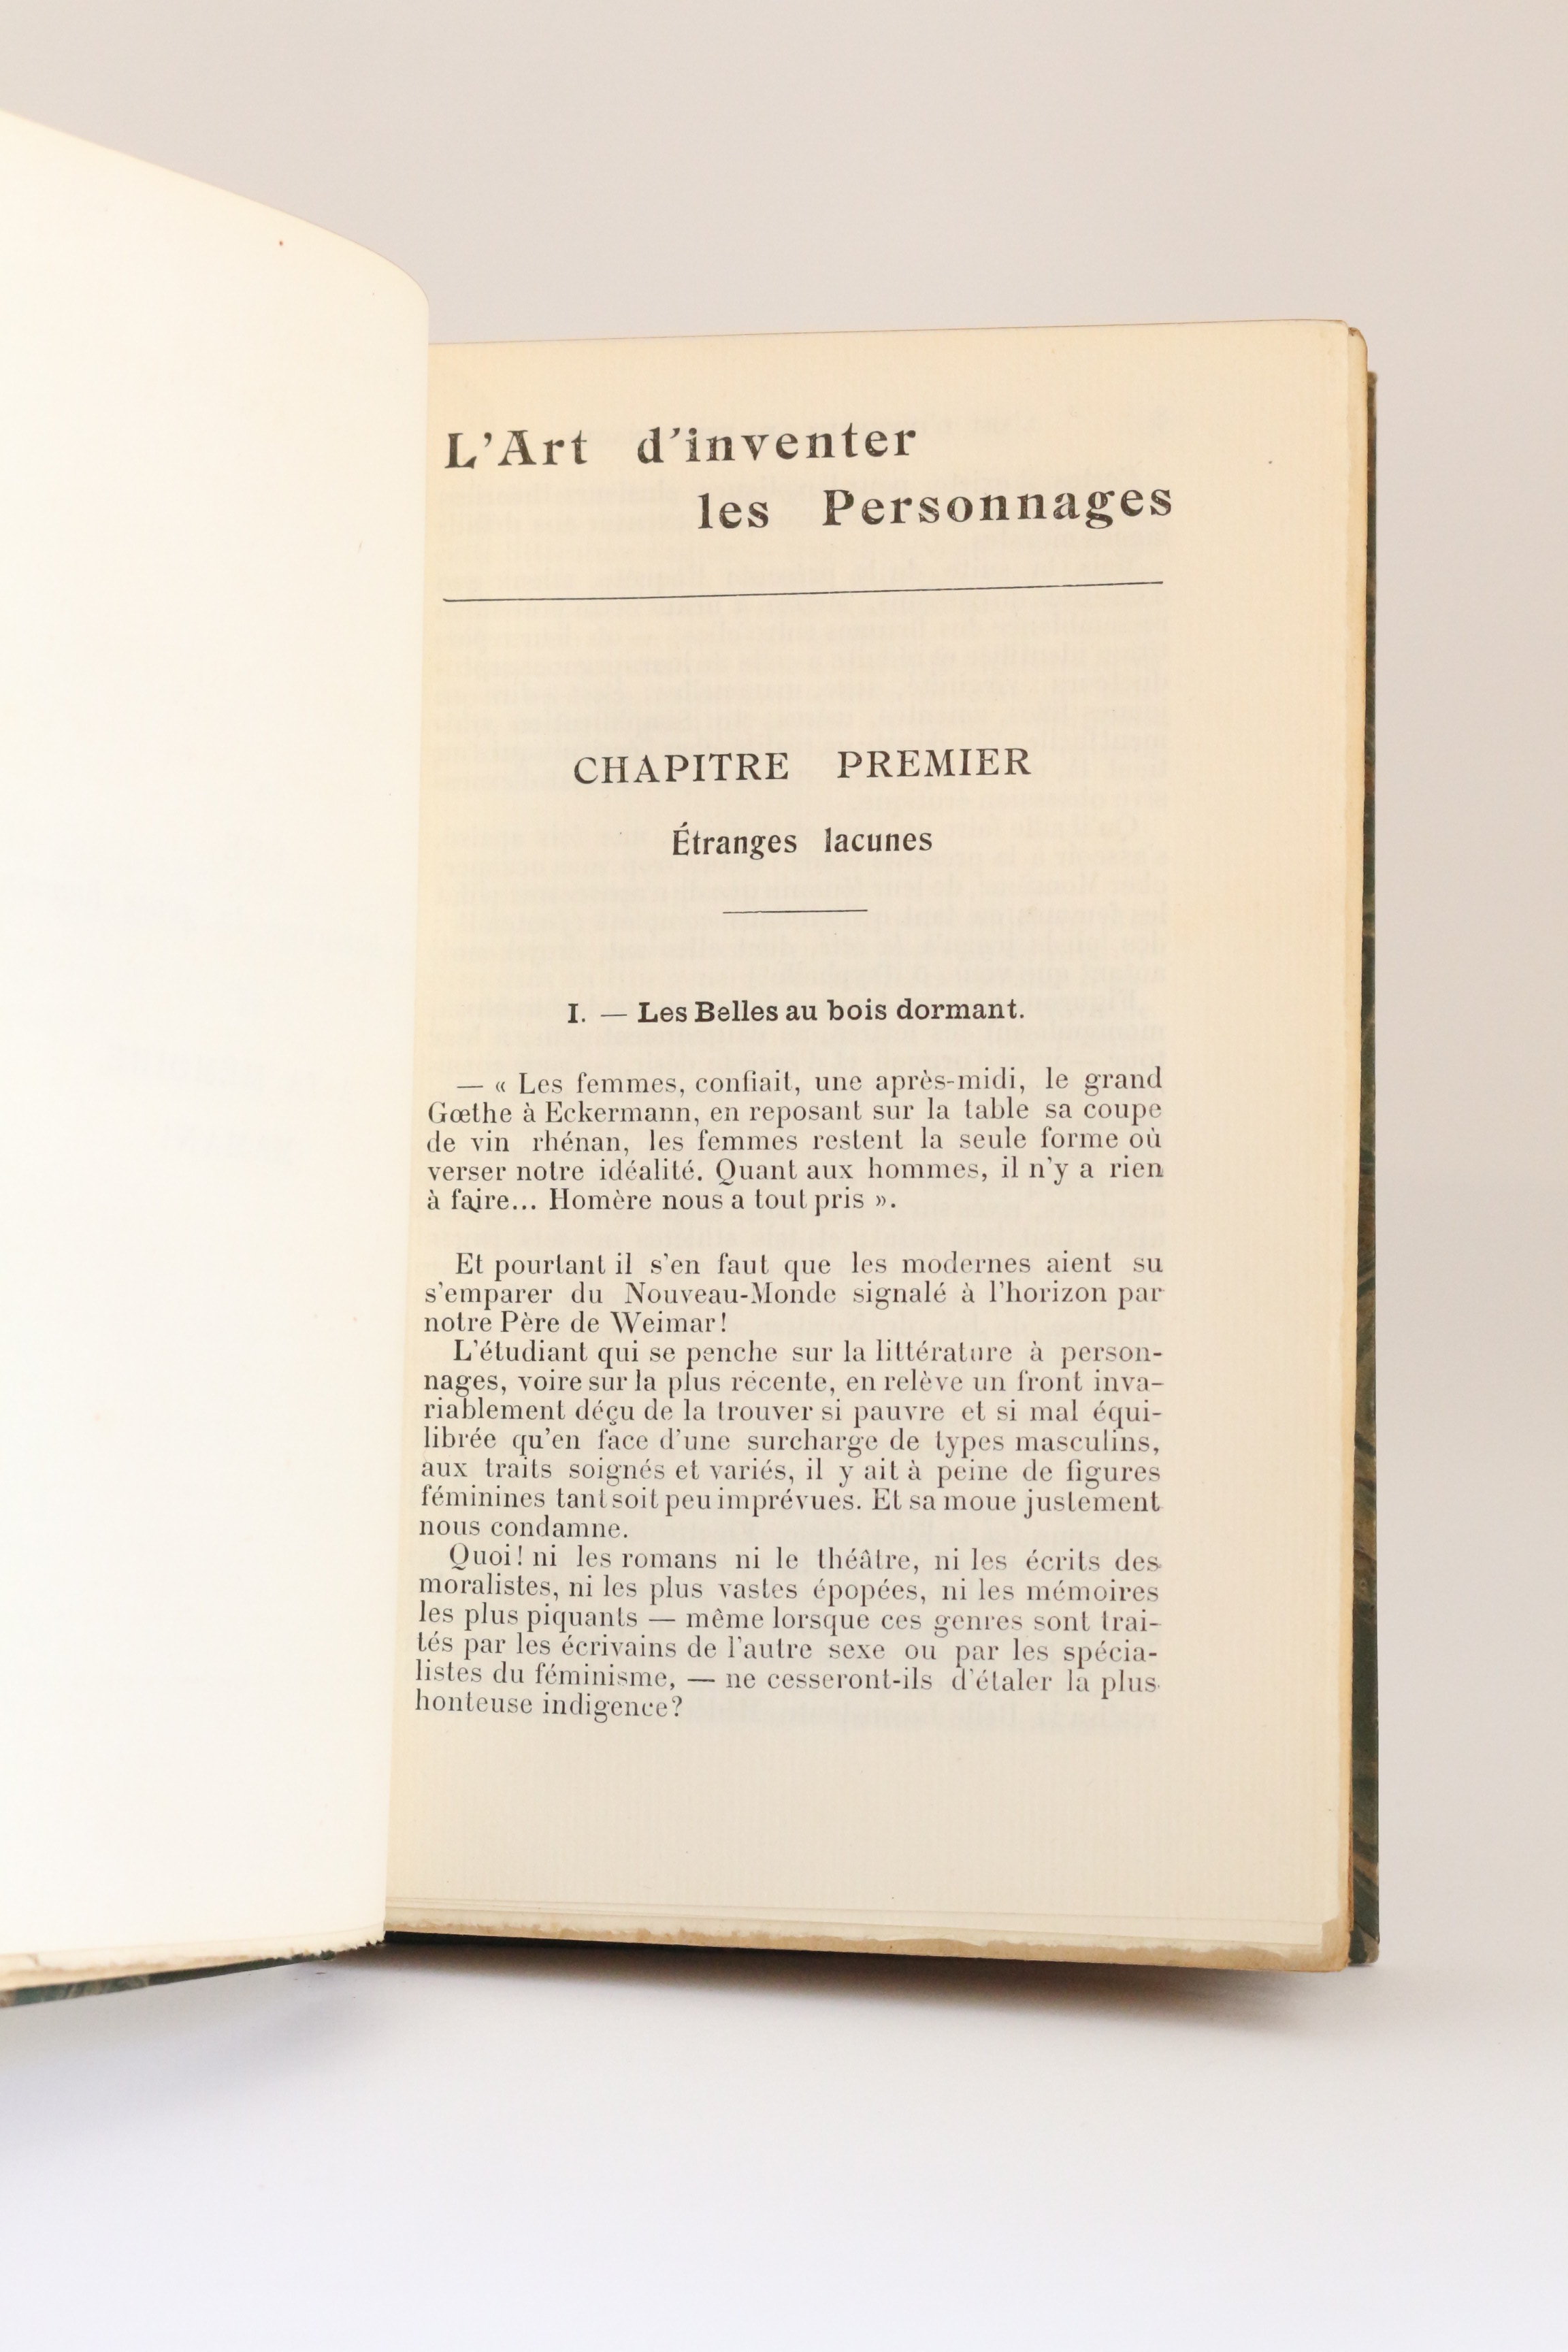 L'Art d'inventer
les Personnages
CHAPITRE PREMIER
Étranges lacunes
I. — Les Belles au bois dormant.
— « Les femmes, confiait, une après-midi, le grand
Gœthe à Eckermann, en reposant sur la table sa coupe
de vin rhénan, les femmes restent la seule forme où
verser notre idéalité. Quant aux hommes, il n'y a rien
à faire... Homère nous a tout pris ».
Et pourtant il s'en faut que les modernes aient su
s'emparer du Nouveau-Monde signalé à l'horizon par
notre Père de Weimar!
L'étudiant qui se penche sur la littérature à person-
nages, voire sur la plus récente, en relève un front inva-
riablement déçu de la trouver si pauvre et si mal équi-
librée qu'en face d'une surcharge de types masculins,
aux traits soignés et variés, il y ait à peine de figures
féminines tant soit peu imprévues. Et sa moue justement
nous condamne.
Quoi! ni les romans ni le théâtre, ni les écrits des
moralistes, ni les plus vastes épopées, ni les mémoires
les plus piquants — même lorsque ces genres sont trai-
tés par les écrivains de l'autre sexe ou par les spécia-
listes du féminisme, — ne cesseront-ils d'étaler la plus
honteuse indigence?